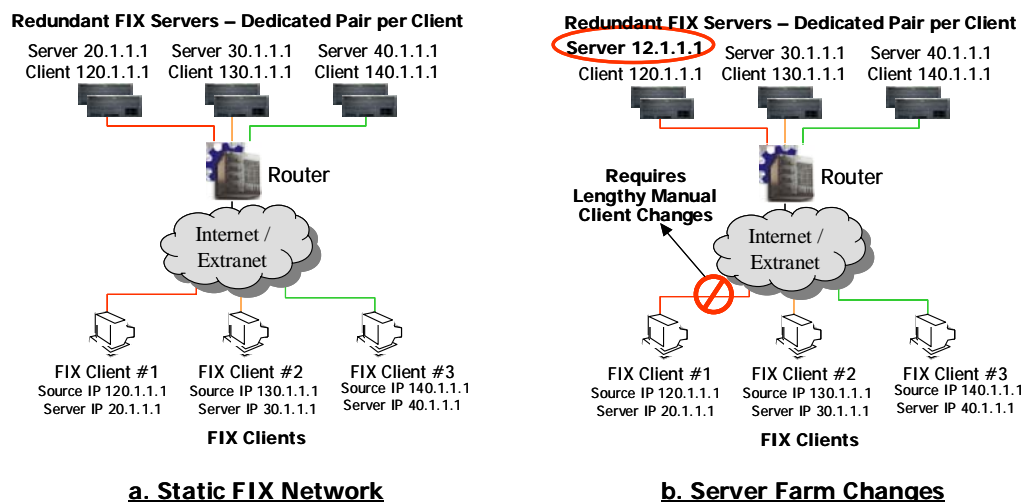 Redundant FIX Servers – Dedicated Pair per Client
Server 20.1.1.1
Client 120.1.1.1
Server 30.1.1.1
Client 130.1.1.1
Server 40.1.1.1
Client 140.1.1.1
Router
Internet /
Extranet
FIX Client #1
Source IP 120.1.1.1
Server IP 20.1.1.1
FIX Client #2
Source IP 130.1.1.1
Server IP 30.1.1.1
FIX Client #3
Source IP 140.1.1.1
Server IP 40.1.1.1
FIX Clients
a. Static FIX Network
Redundant FIX Servers – Dedicated Pair per Client
Server 12.1.1.1
Client 120.1.1.1
Server 30.1.1.1
Client 130.1.1.1
Server 40.1.1.1
Client 140.1.1.1
Router
Requires
Lengthy Manual
Client Changes
Internet /
Extranet
FIX Client #1
Source IP 120.1.1.1
Server IP 20.1.1.1
FIX Client #2
Source IP 130.1.1.1
Server IP 30.1.1.1
FIX Client #3
Source IP 140.1.1.1
Server IP 40.1.1.1
FIX Clients
b. Server Farm Changes